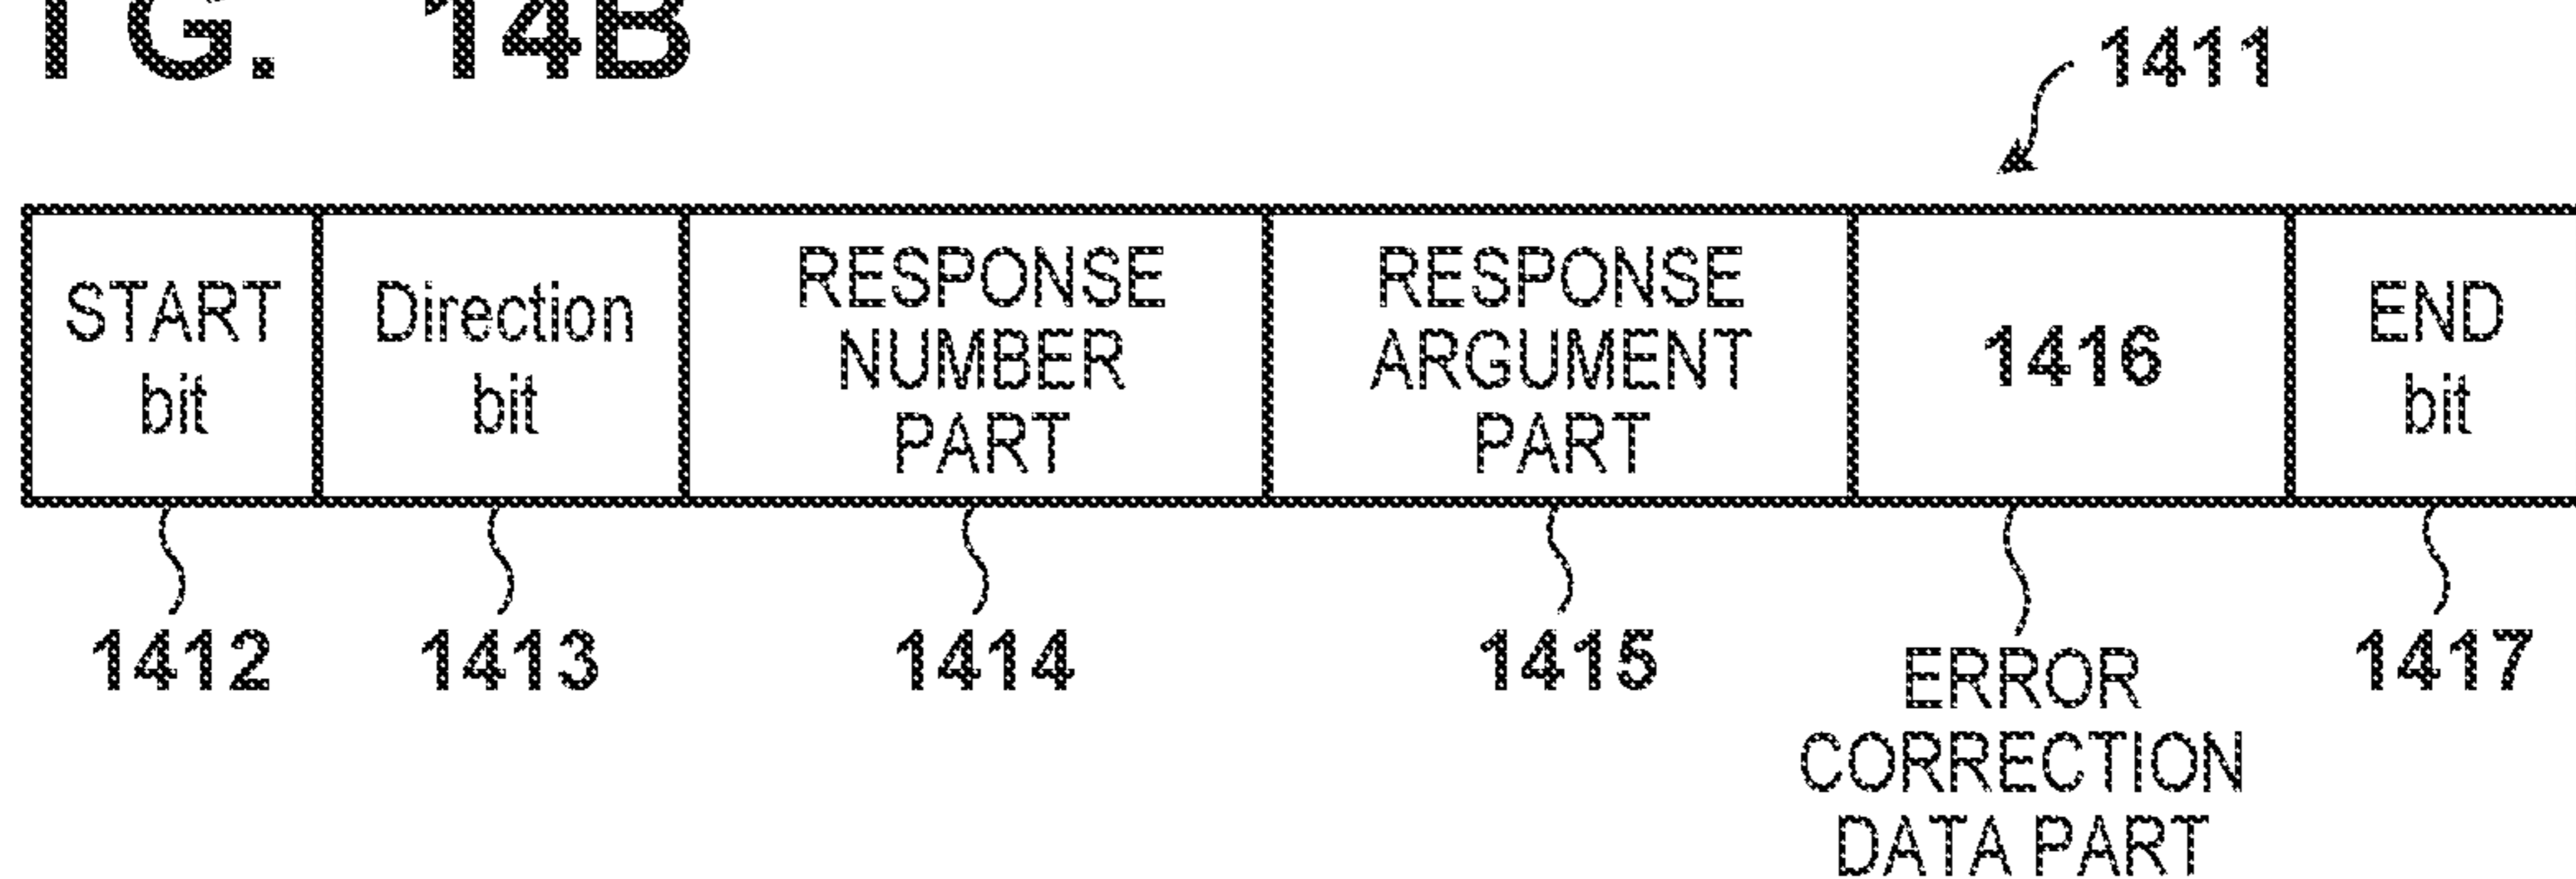 IG. 14B
1411
START
bit
Direction
bit
RESPONSE
NUMBER
PART
RESPONSE
ARGUMENT
PART
1416
END
bit
1412
1413
1414
1415
ERROR
CORRECTION
DATA PART
1417